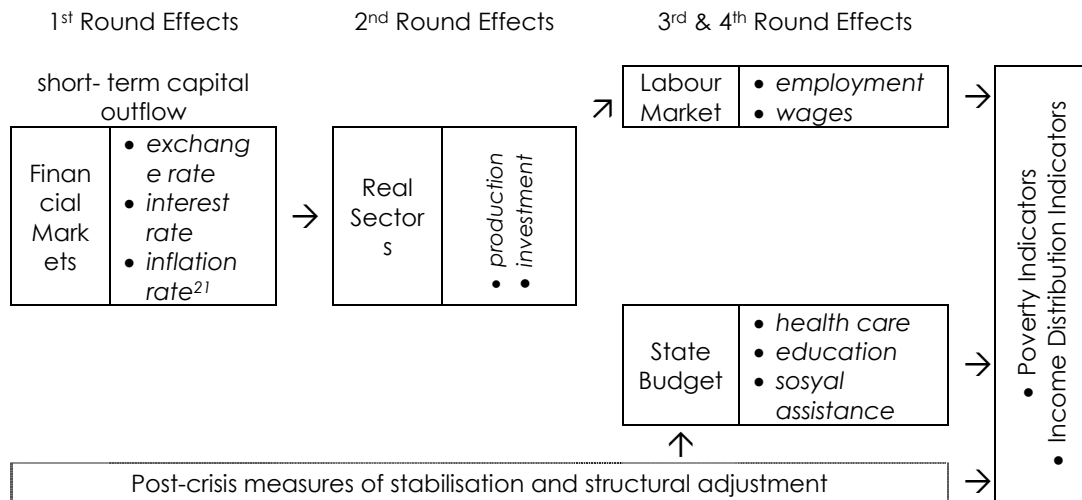 1st Round Effects
2nd Round Effects
3rd & 4th Round Effects
short- term capital
outflow
Finan
cial
Mark
ets
• exchang
e rate
• interest
rate
• inflation
rate21
→
Real
Sector
s
• production
• investment
↗
Labour
Market
• employment
• wages
→
State
Budget
• health care
• education
• sosyal
assistance
→
↑
Post-crisis measures of stabilisation and structural adjustment
→
• Poverty Indicators
• Income Distribution Indicators